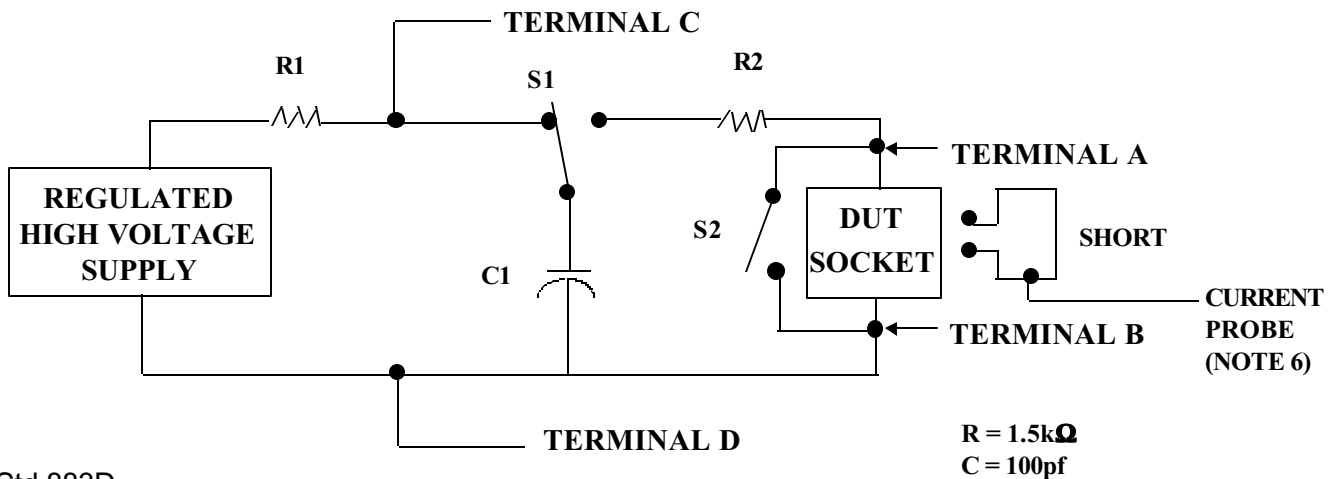 TERMINAL C
R1
S1
R2
TERMINAL A
REGULATED
HIGH VOLTAGE
SUPPLY
S2
DUT
SOCKET
SHORT
C1
CURRENT
PROBE
(NOTE 6)
TERMINAL B
TERMINAL D
R = 1.5kΩ
C = 100pf